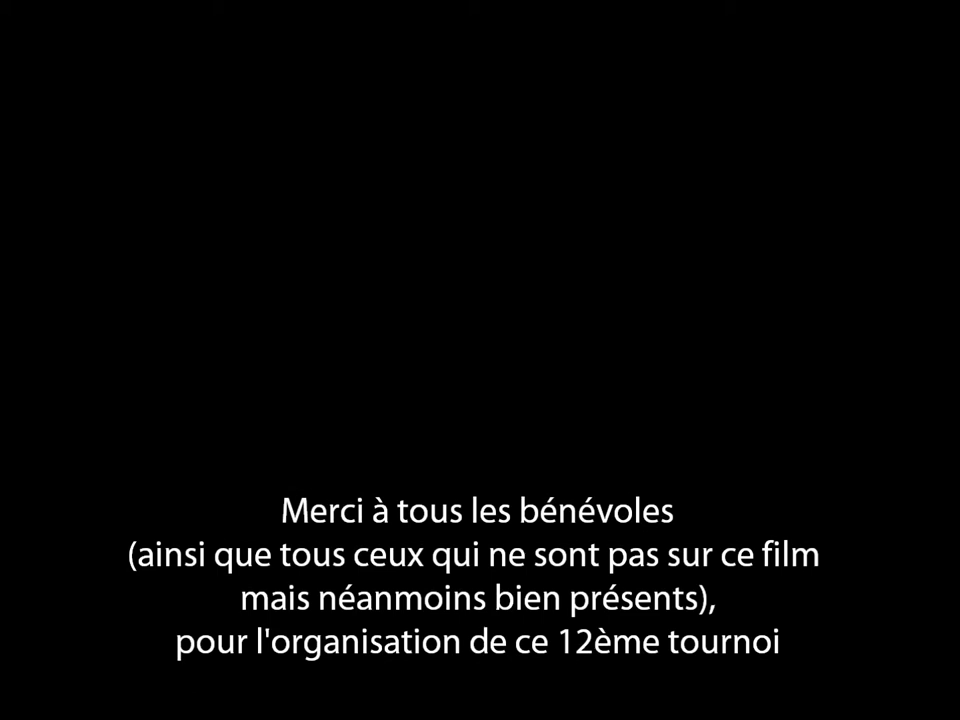 Merci à tous les bénévoles
(ainsi que tous ceux qui ne sont pas sur ce film
mais néanmoins bien présents),
pour l'organisation de ce 12ème tournoi